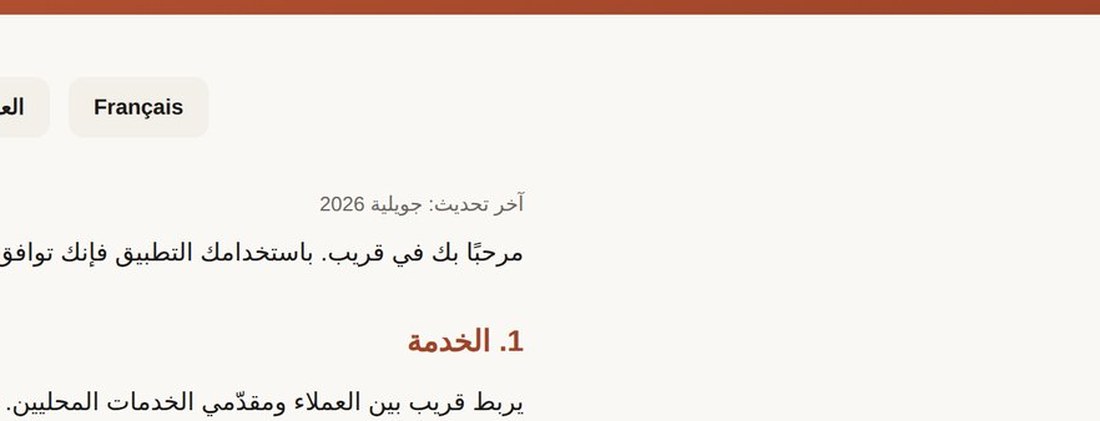 Français
آخر تحديث: جويلية 2026
مرحبًا بك في قريب. باستخدامك التطبيق فإنك توافق
1. الخدمة
يربط قريب بين العملاء ومقدّمي الخدمات المحليين.